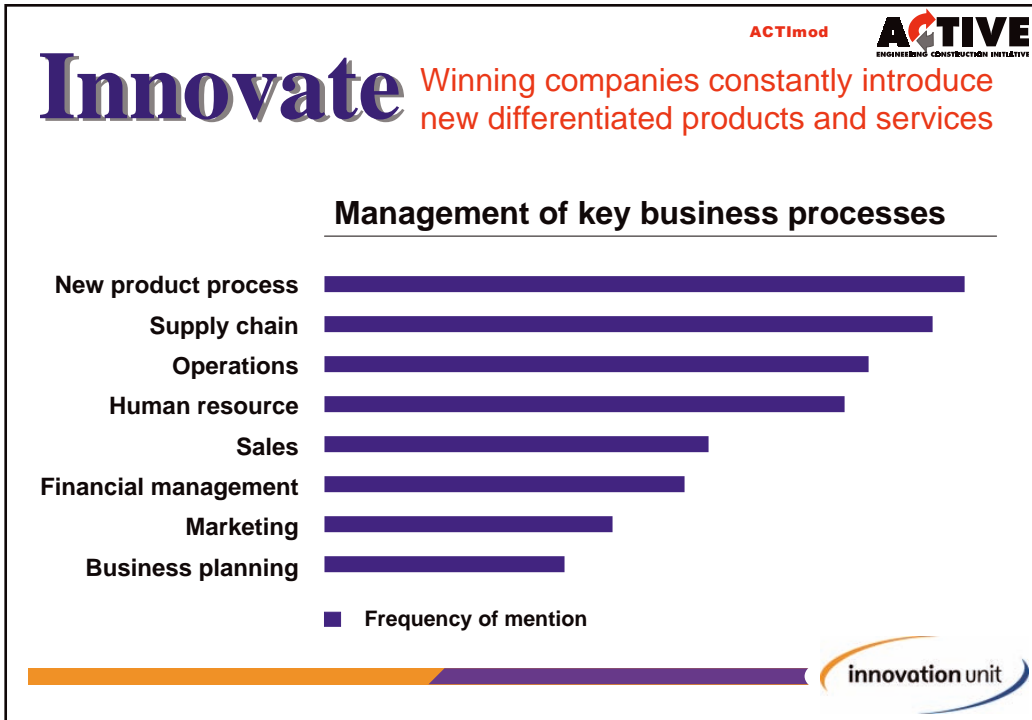 ACTImod
ACTIVE
ENGINEERING CONSTRUCTION INITIATIVE
Innovate
Winning companies constantly introduce
new differentiated products and services
Management of key business processes
New product process
Supply chain
Operations
Human resource
Sales
Financial management
Marketing
Business planning
Frequency of mention
innovation unit